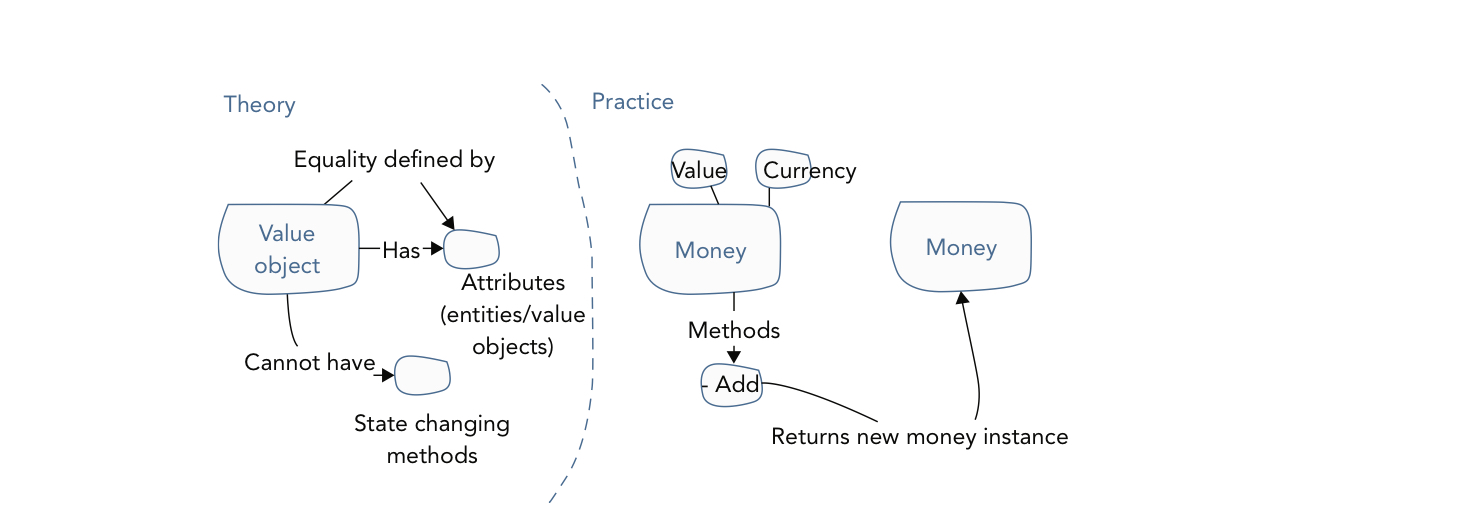 Theory
Practice
Equality defined by
Value
Currency
Value
object
Has
Money
Money
Attributes
(entities/value
objects)
Methods
Cannot have
- Add
State changing
methods
Returns new money instance